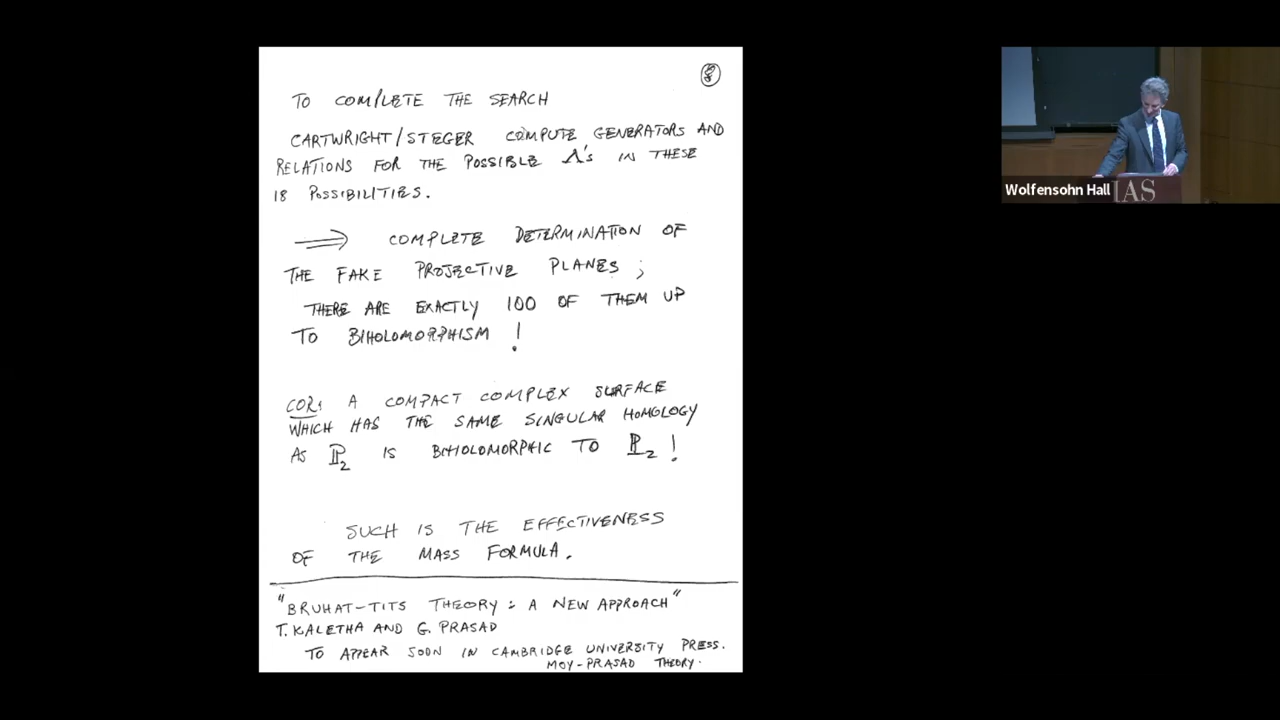 8
TO COMPLETE THE SEARCH
CARTWRIGHT/STEGER COMPUTE GENERATORS AND
RELATIONS FOR THE POSSIBLE Λ's IN THESE
18 POSSIBILITIES.
⟹ COMPLETE DETERMINATION OF
THE FAKE PROJECTIVE PLANES ;
THERE ARE EXACTLY 100 OF THEM UP
TO BIHOLOMORPHISM !
COR: A COMPACT COMPLEX SURFACE
WHICH HAS THE SAME SINGULAR HOMOLOGY
AS ℙ₂ IS BIHOLOMORPHIC TO ℙ₂ !
SUCH IS THE EFFECTIVENESS
OF THE MASS FORMULA.
"BRUHAT-TITS THEORY : A NEW APPROACH"
T. KALETHA AND G. PRASAD
TO APPEAR SOON IN CAMBRIDGE UNIVERSITY PRESS.
MOY-PRASAD THEORY.
Wolfensohn Hall
IAS